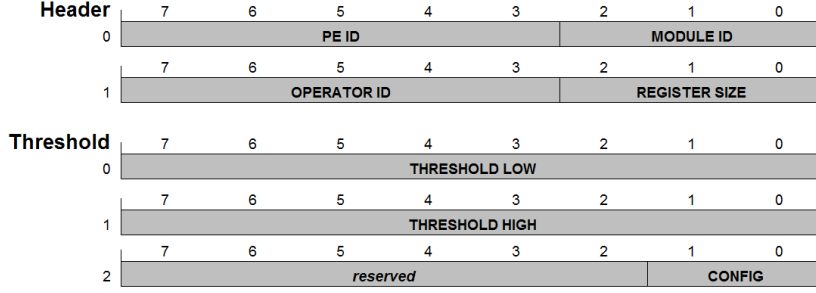 Header
7 6 5 4 3 2 1 0
0 PE ID MODULE ID
7 6 5 4 3 2 1 0
1 OPERATOR ID REGISTER SIZE
Threshold
7 6 5 4 3 2 1 0
0 THRESHOLD LOW
7 6 5 4 3 2 1 0
1 THRESHOLD HIGH
7 6 5 4 3 2 1 0
2 reserved CONFIG